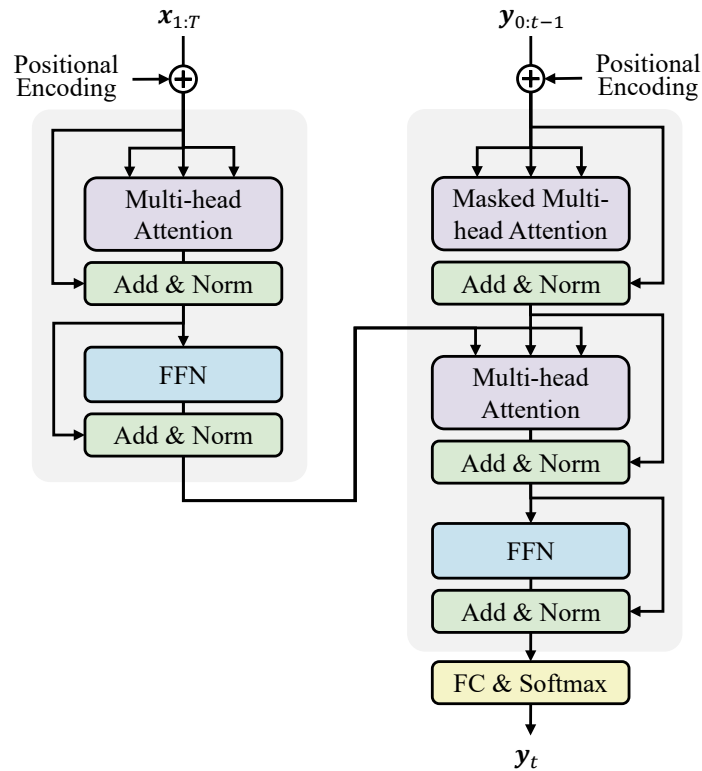 𝒙1:T
Positional
Encoding
Multi-head
Attention
Add & Norm
FFN
Add & Norm
𝒚0:t−1
Positional
Encoding
Masked Multi-
head Attention
Add & Norm
Multi-head
Attention
Add & Norm
FFN
Add & Norm
FC & Softmax
𝒚t